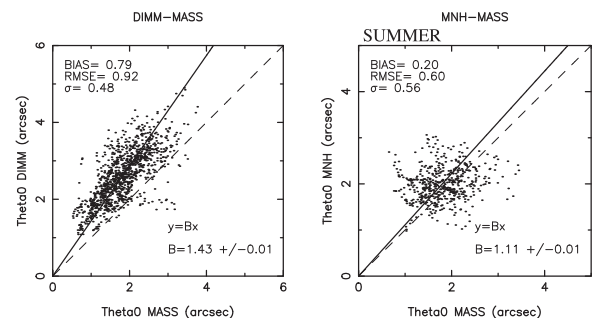 DIMM-MASS
BIAS= 0.79
RMSE= 0.92
σ= 0.48
y=Bx
B=1.43 +/-0.01
Theta0 DIMM (arcsec)
6
4
2
0
0 2 4 6
Theta0 MASS (arcsec)
MNH-MASS
SUMMER
BIAS= 0.20
RMSE= 0.60
σ= 0.56
y=Bx
B=1.11 +/-0.01
Theta0 MNH (arcsec)
4
2
0
0 2 4
Theta0 MASS (arcsec)